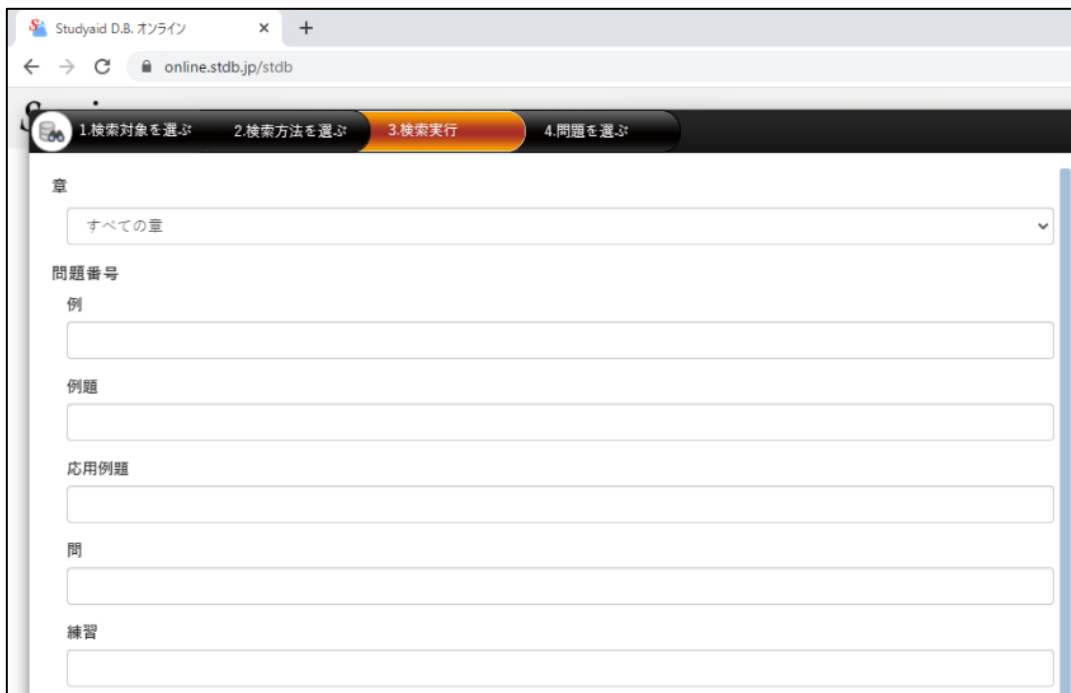 Studyaid D.B. オンライン
online.stdb.jp/stdb
1.検索対象を選ぶ 2.検索方法を選ぶ 3.検索実行 4.問題を選ぶ
章
すべての章
問題番号
例
例題
応用例題
問
練習